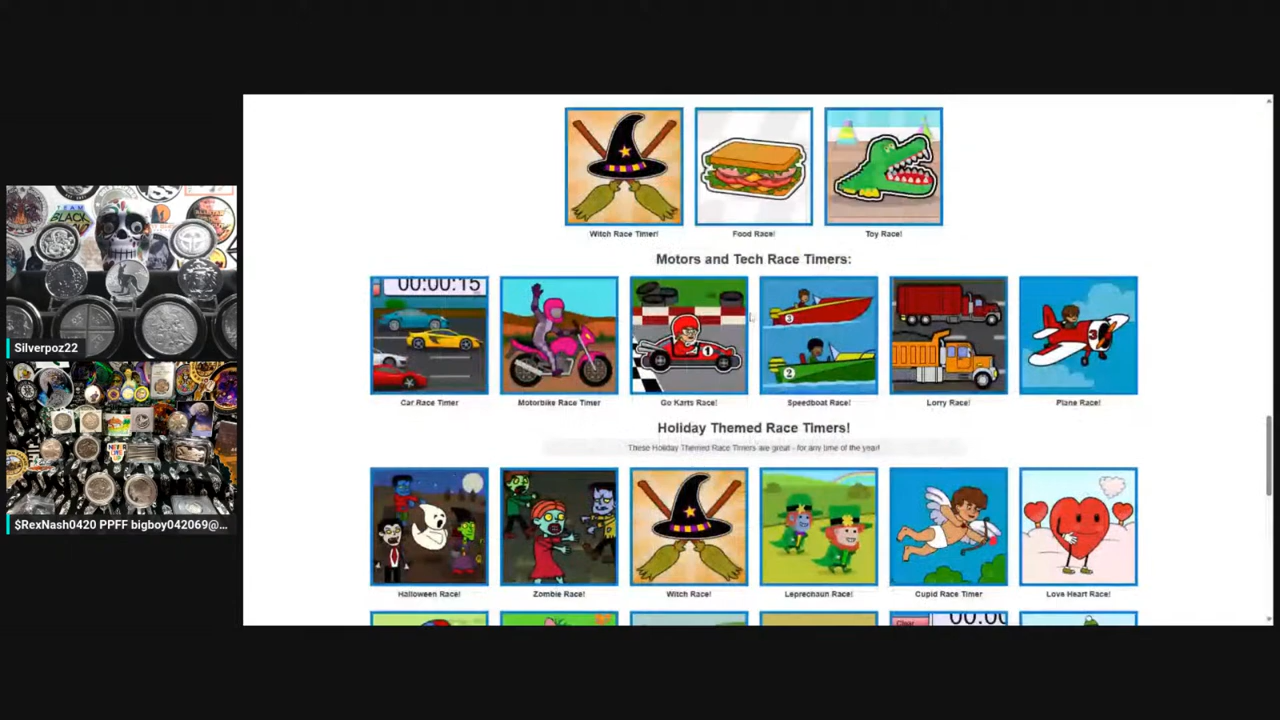 Witch Race Timer!
Food Race!
Toy Race!
Motors and Tech Race Timers:
00:00:15
Car Race Timer
Motorbike Race Timer
Go Karts Race!
Speedboat Race!
Lorry Race!
Plane Race!
Holiday Themed Race Timers!
These Holiday Themed Race Timers are great - for any time of the year!
Halloween Race!
Zombie Race!
Witch Race!
Leprechaun Race!
Cupid Race Timer
Love Heart Race!
Clear
TEAM
BLACK
Silverpoz22
$RexNash0420 PPFF bigboy042069@...